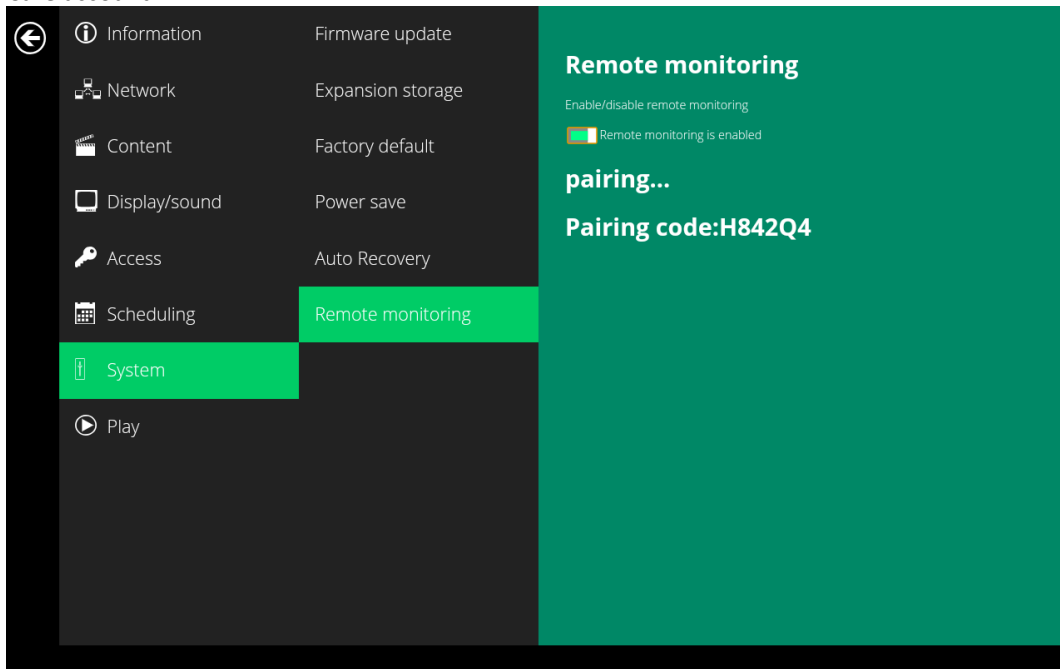 Information
Network
Content
Display/sound
Access
Scheduling
System
Play
Firmware update
Expansion storage
Factory default
Power save
Auto Recovery
Remote monitoring
Remote monitoring
Enable/disable remote monitoring
Remote monitoring is enabled
pairing...
Pairing code:H842Q4